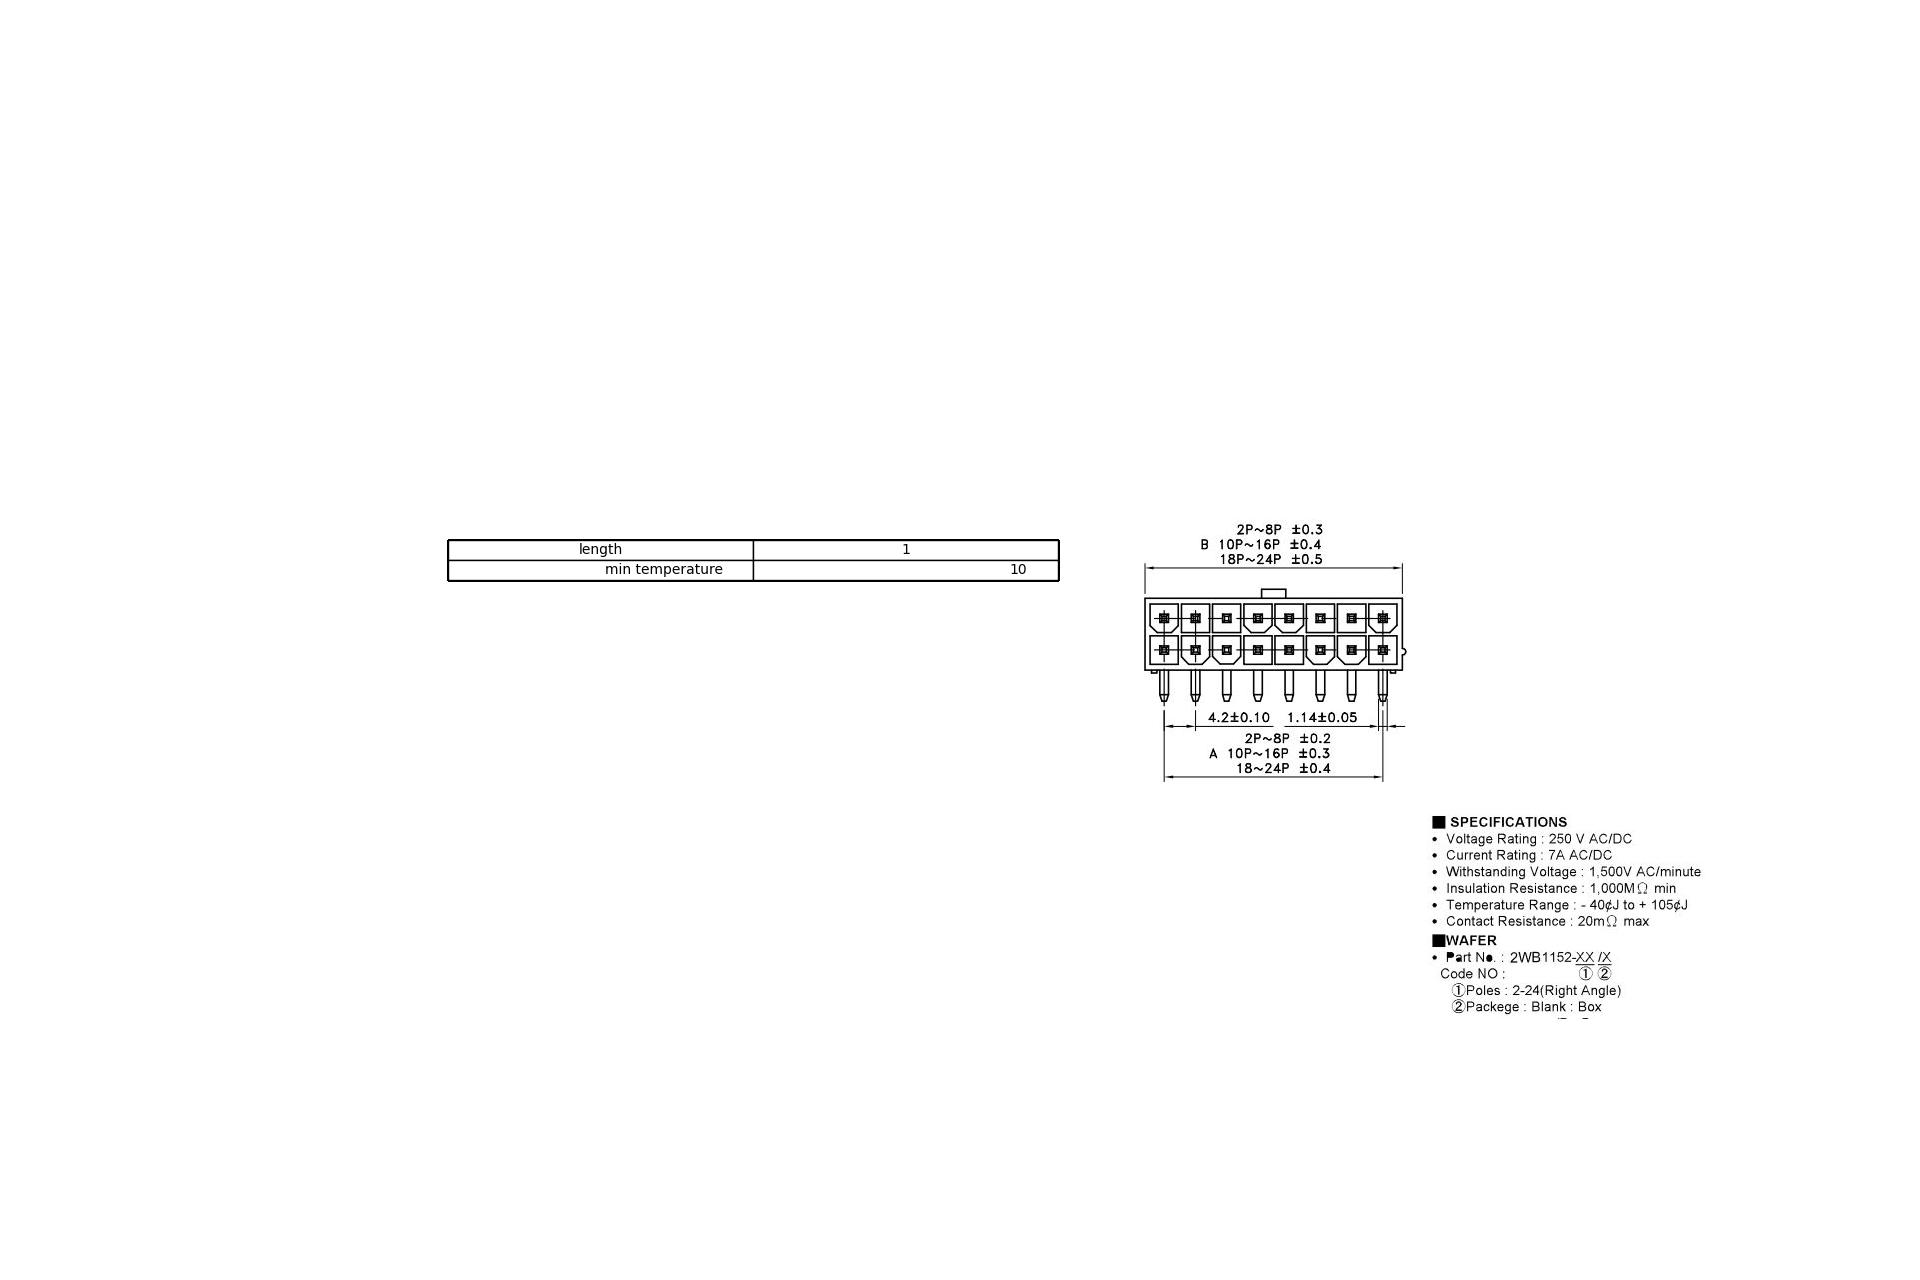 length 1
min temperature 10
2P~8P ±0.3
B 10P~16P ±0.4
18P~24P ±0.5
4.2±0.10 1.14±0.05
2P~8P ±0.2
A 10P~16P ±0.3
18~24P ±0.4
■ SPECIFICATIONS
• Voltage Rating : 250 V AC/DC
• Current Rating : 7A AC/DC
• Withstanding Voltage : 1,500V AC/minute
• Insulation Resistance : 1,000MΩ min
• Temperature Range : - 40¢J to + 105¢J
• Contact Resistance : 20mΩ max
■WAFER
• Part No. : 2WB1152-XX /X
Code NO : ① ②
①Poles : 2-24(Right Angle)
②Packege : Blank : Box